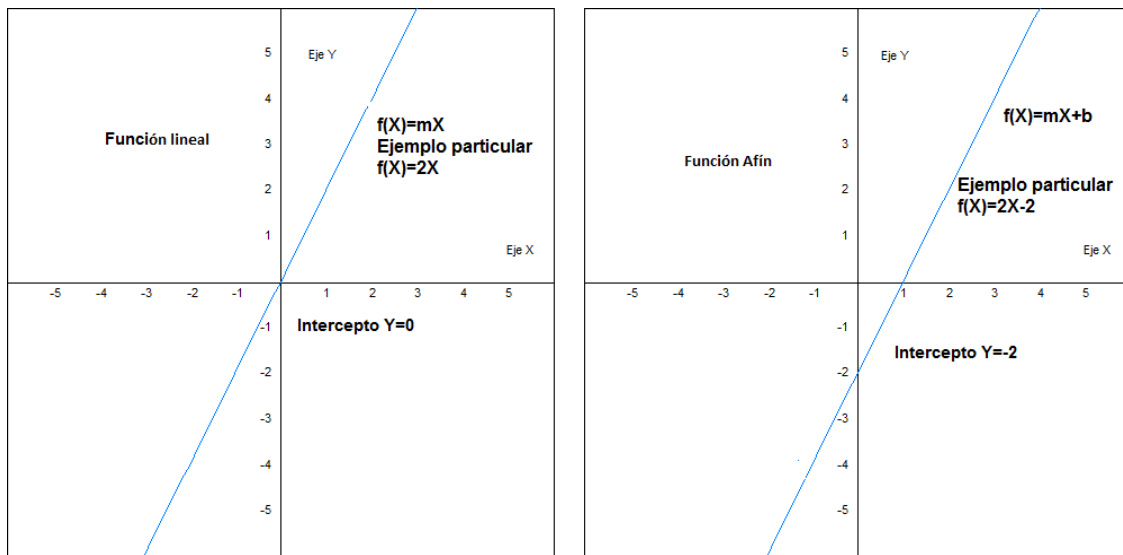 5
Eje Y
4
f(X)=mX
Función lineal
3
Ejemplo particular
f(X)=2X
2
1
Eje X
-5 -4 -3 -2 -1 1 2 3 4 5
-1
Intercepto Y=0
-2
-3
-4
-5
5
Eje Y
4
f(X)=mX+b
3
Función Afín
2
Ejemplo particular
f(X)=2X-2
1
Eje X
-5 -4 -3 -2 -1 1 2 3 4 5
-1
Intercepto Y=-2
-2
-3
-4
-5